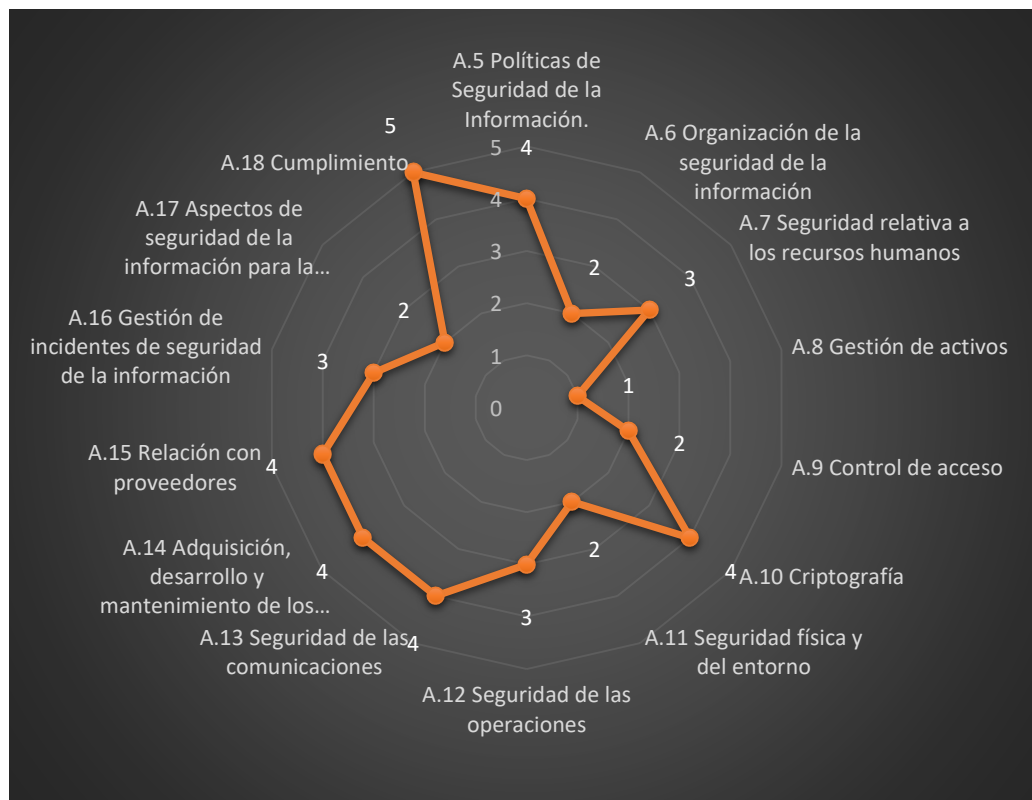 A.5 Políticas de
Seguridad de la
Información.
A.6 Organización de la
seguridad de la
información
A.7 Seguridad relativa a
los recursos humanos
A.8 Gestión de activos
A.9 Control de acceso
A.10 Criptografía
A.11 Seguridad física y
del entorno
A.12 Seguridad de las
operaciones
A.13 Seguridad de las
comunicaciones
A.14 Adquisición,
desarrollo y
mantenimiento de los…
A.15 Relación con
proveedores
A.16 Gestión de
incidentes de seguridad
de la información
A.17 Aspectos de
seguridad de la
información para la…
A.18 Cumplimiento
5
4
3
2
1
0
4
2
3
1
2
4
2
3
4
4
4
3
2
5